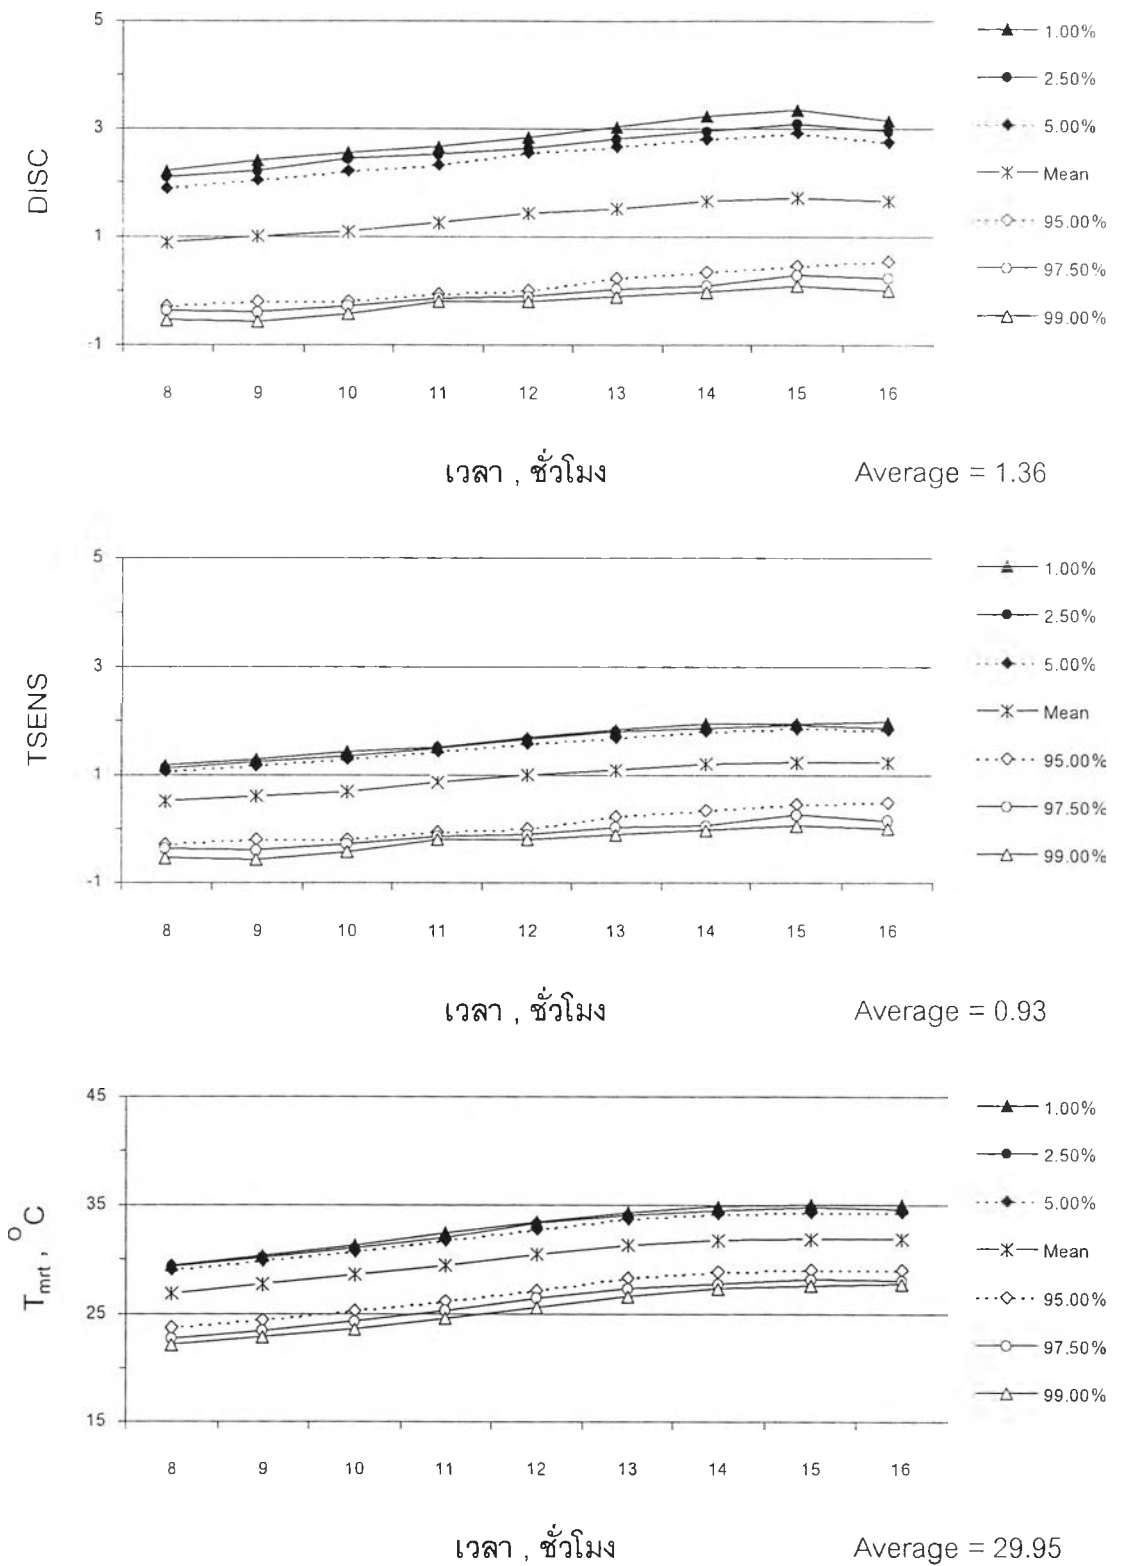 5
3
1
-1
DISC
8 9 10 11 12 13 14 15 16
1.00%
2.50%
5.00%
Mean
95.00%
97.50%
99.00%
เวลา , ชั่วโมง
Average = 1.36
5
3
1
-1
TSENS
8 9 10 11 12 13 14 15 16
1.00%
2.50%
5.00%
Mean
95.00%
97.50%
99.00%
เวลา , ชั่วโมง
Average = 0.93
45
35
25
15
Tmrt , °C
8 9 10 11 12 13 14 15 16
1.00%
2.50%
5.00%
Mean
95.00%
97.50%
99.00%
เวลา , ชั่วโมง
Average = 29.95